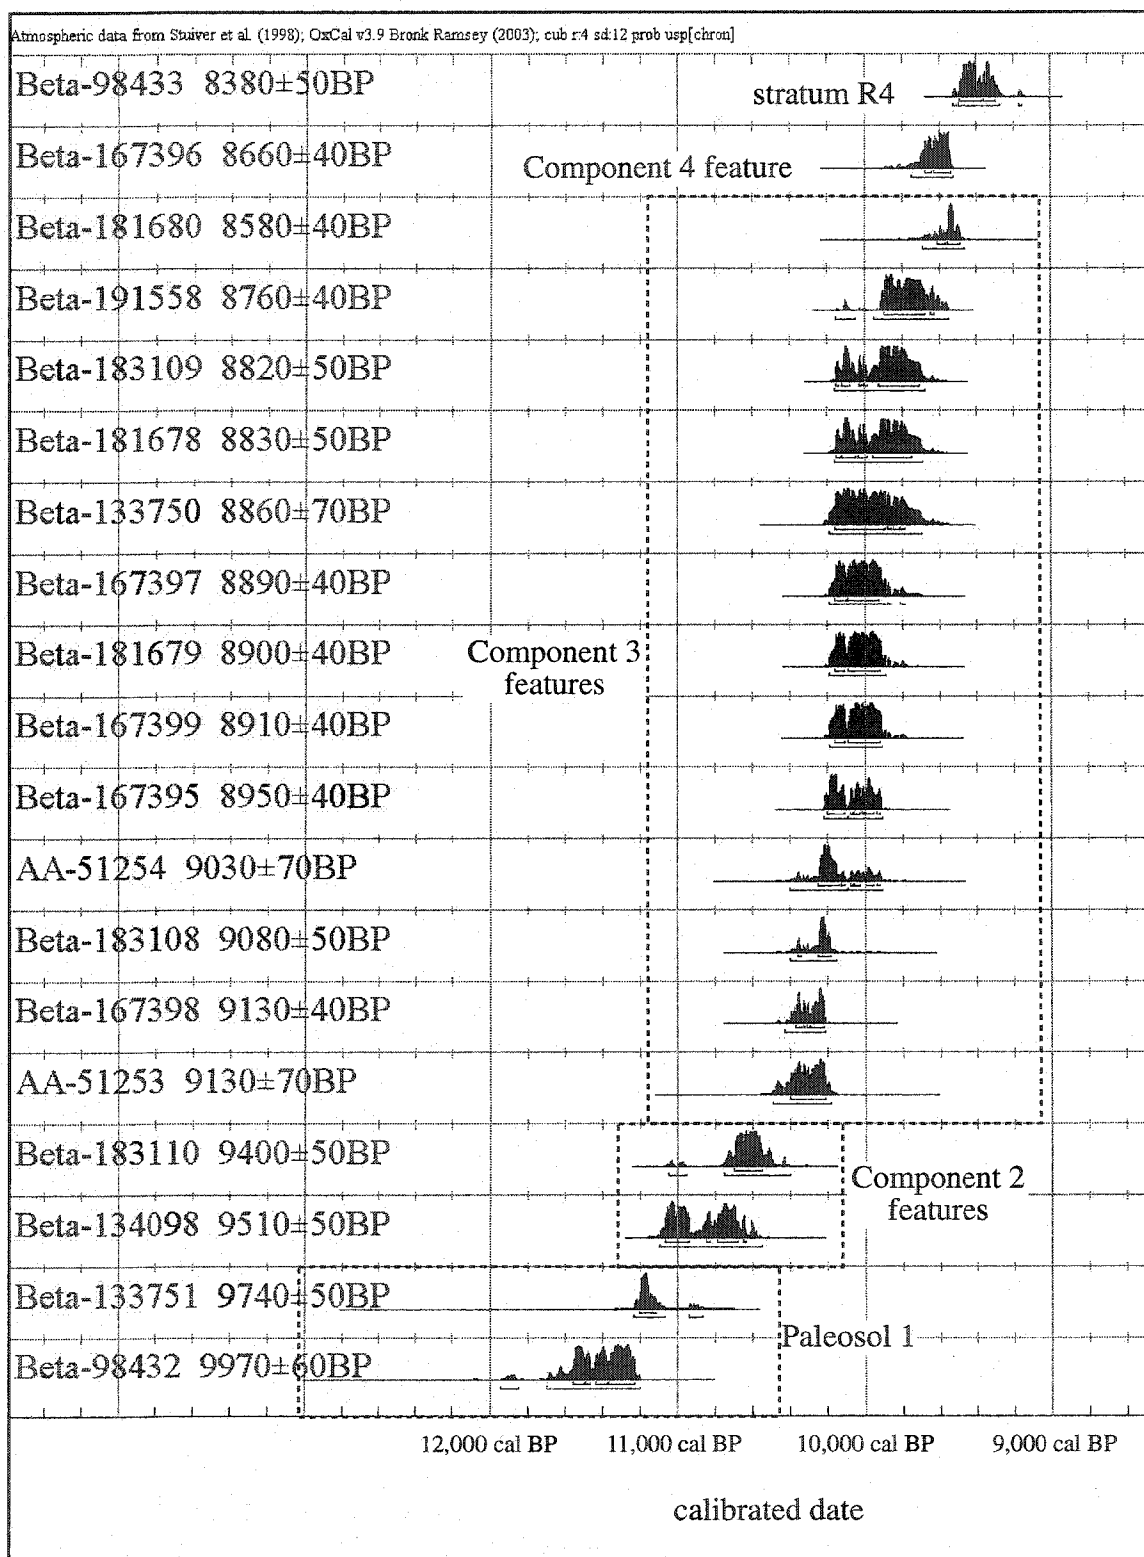 Atmospheric data from Stuiver et al. (1998); OxCal v3.9 Bronk Ramsey (2003); cub r:4 sd:12 prob usp[chron]
Beta-98433 8380±50BP
stratum R4
Beta-167396 8660±40BP
Component 4 feature
Beta-181680 8580±40BP
Beta-191558 8760±40BP
Beta-183109 8820±50BP
Beta-181678 8830±50BP
Beta-133750 8860±70BP
Beta-167397 8890±40BP
Beta-181679 8900±40BP
Component 3
features
Beta-167399 8910±40BP
Beta-167395 8950±40BP
AA-51254 9030±70BP
Beta-183108 9080±50BP
Beta-167398 9130±40BP
AA-51253 9130±70BP
Beta-183110 9400±50BP
Component 2
features
Beta-134098 9510±50BP
Beta-133751 9740±50BP
Paleosol 1
Beta-98432 9970±60BP
12,000 cal BP 11,000 cal BP 10,000 cal BP 9,000 cal BP
calibrated date